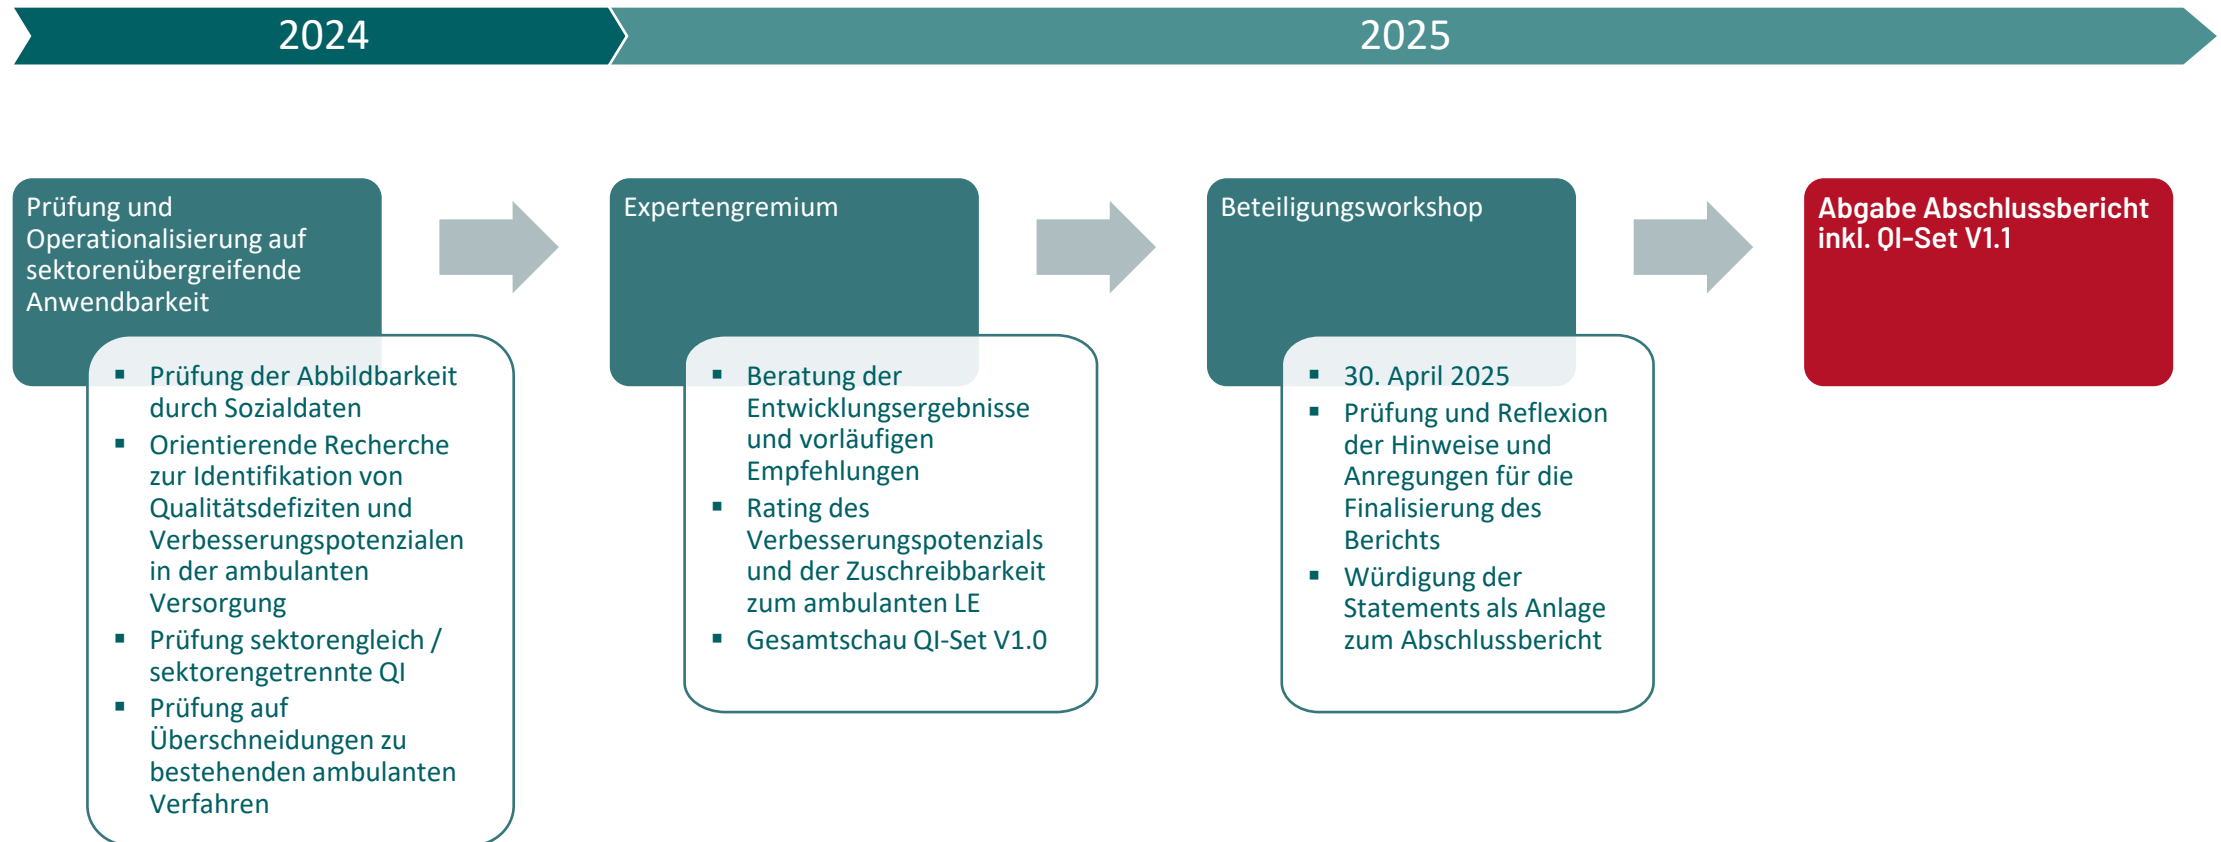 2024
2025
Prüfung und
Operationalisierung auf
sektorenübergreifende
Anwendbarkeit
▪ Prüfung der Abbildbarkeit
durch Sozialdaten
▪ Orientierende Recherche
zur Identifikation von
Qualitätsdefiziten und
Verbesserungspotenzialen
in der ambulanten
Versorgung
▪ Prüfung sektorengleich /
sektorengetrennte QI
▪ Prüfung auf
Überschneidungen zu
bestehenden ambulanten
Verfahren
Expertengremium
▪ Beratung der
Entwicklungsergebnisse
und vorläufigen
Empfehlungen
▪ Rating des
Verbesserungspotenzials
und der Zuschreibbarkeit
zum ambulanten LE
▪ Gesamtschau QI-Set V1.0
Beteiligungsworkshop
▪ 30. April 2025
▪ Prüfung und Reflexion
der Hinweise und
Anregungen für die
Finalisierung des
Berichts
▪ Würdigung der
Statements als Anlage
zum Abschlussbericht
Abgabe Abschlussbericht
inkl. QI-Set V1.1